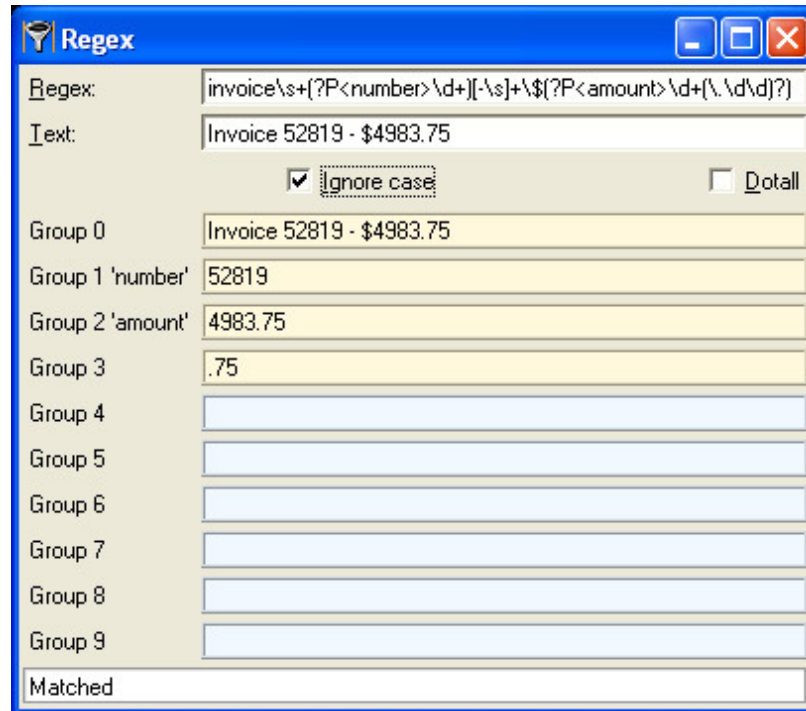 Regex
Regex: invoice\s+(?P<number>\d+)[-\s]+\$(?P<amount>\d+(\.\d\d)?)
Text: Invoice 52819 - $4983.75
Ignore case Dotall
Group 0 Invoice 52819 - $4983.75
Group 1 'number' 52819
Group 2 'amount' 4983.75
Group 3 .75
Group 4
Group 5
Group 6
Group 7
Group 8
Group 9
Matched